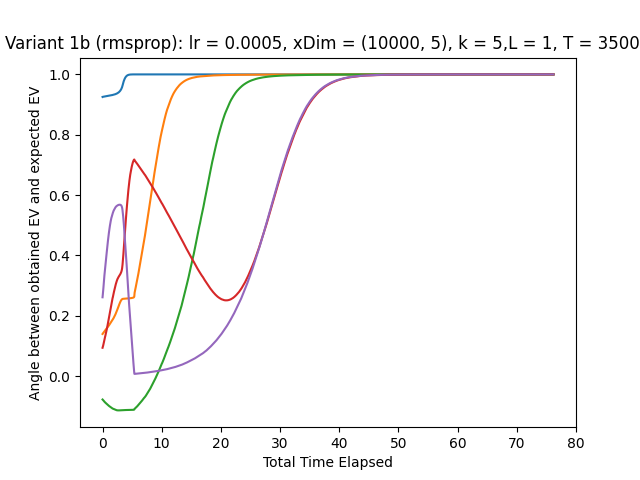 Variant 1b (rmsprop): lr = 0.0005, xDim = (10000, 5), k = 5,L = 1, T = 3500
Angle between obtained EV and expected EV
1.0
0.8
0.6
0.4
0.2
0.0
0 10 20 30 40 50 60 70 80
Total Time Elapsed